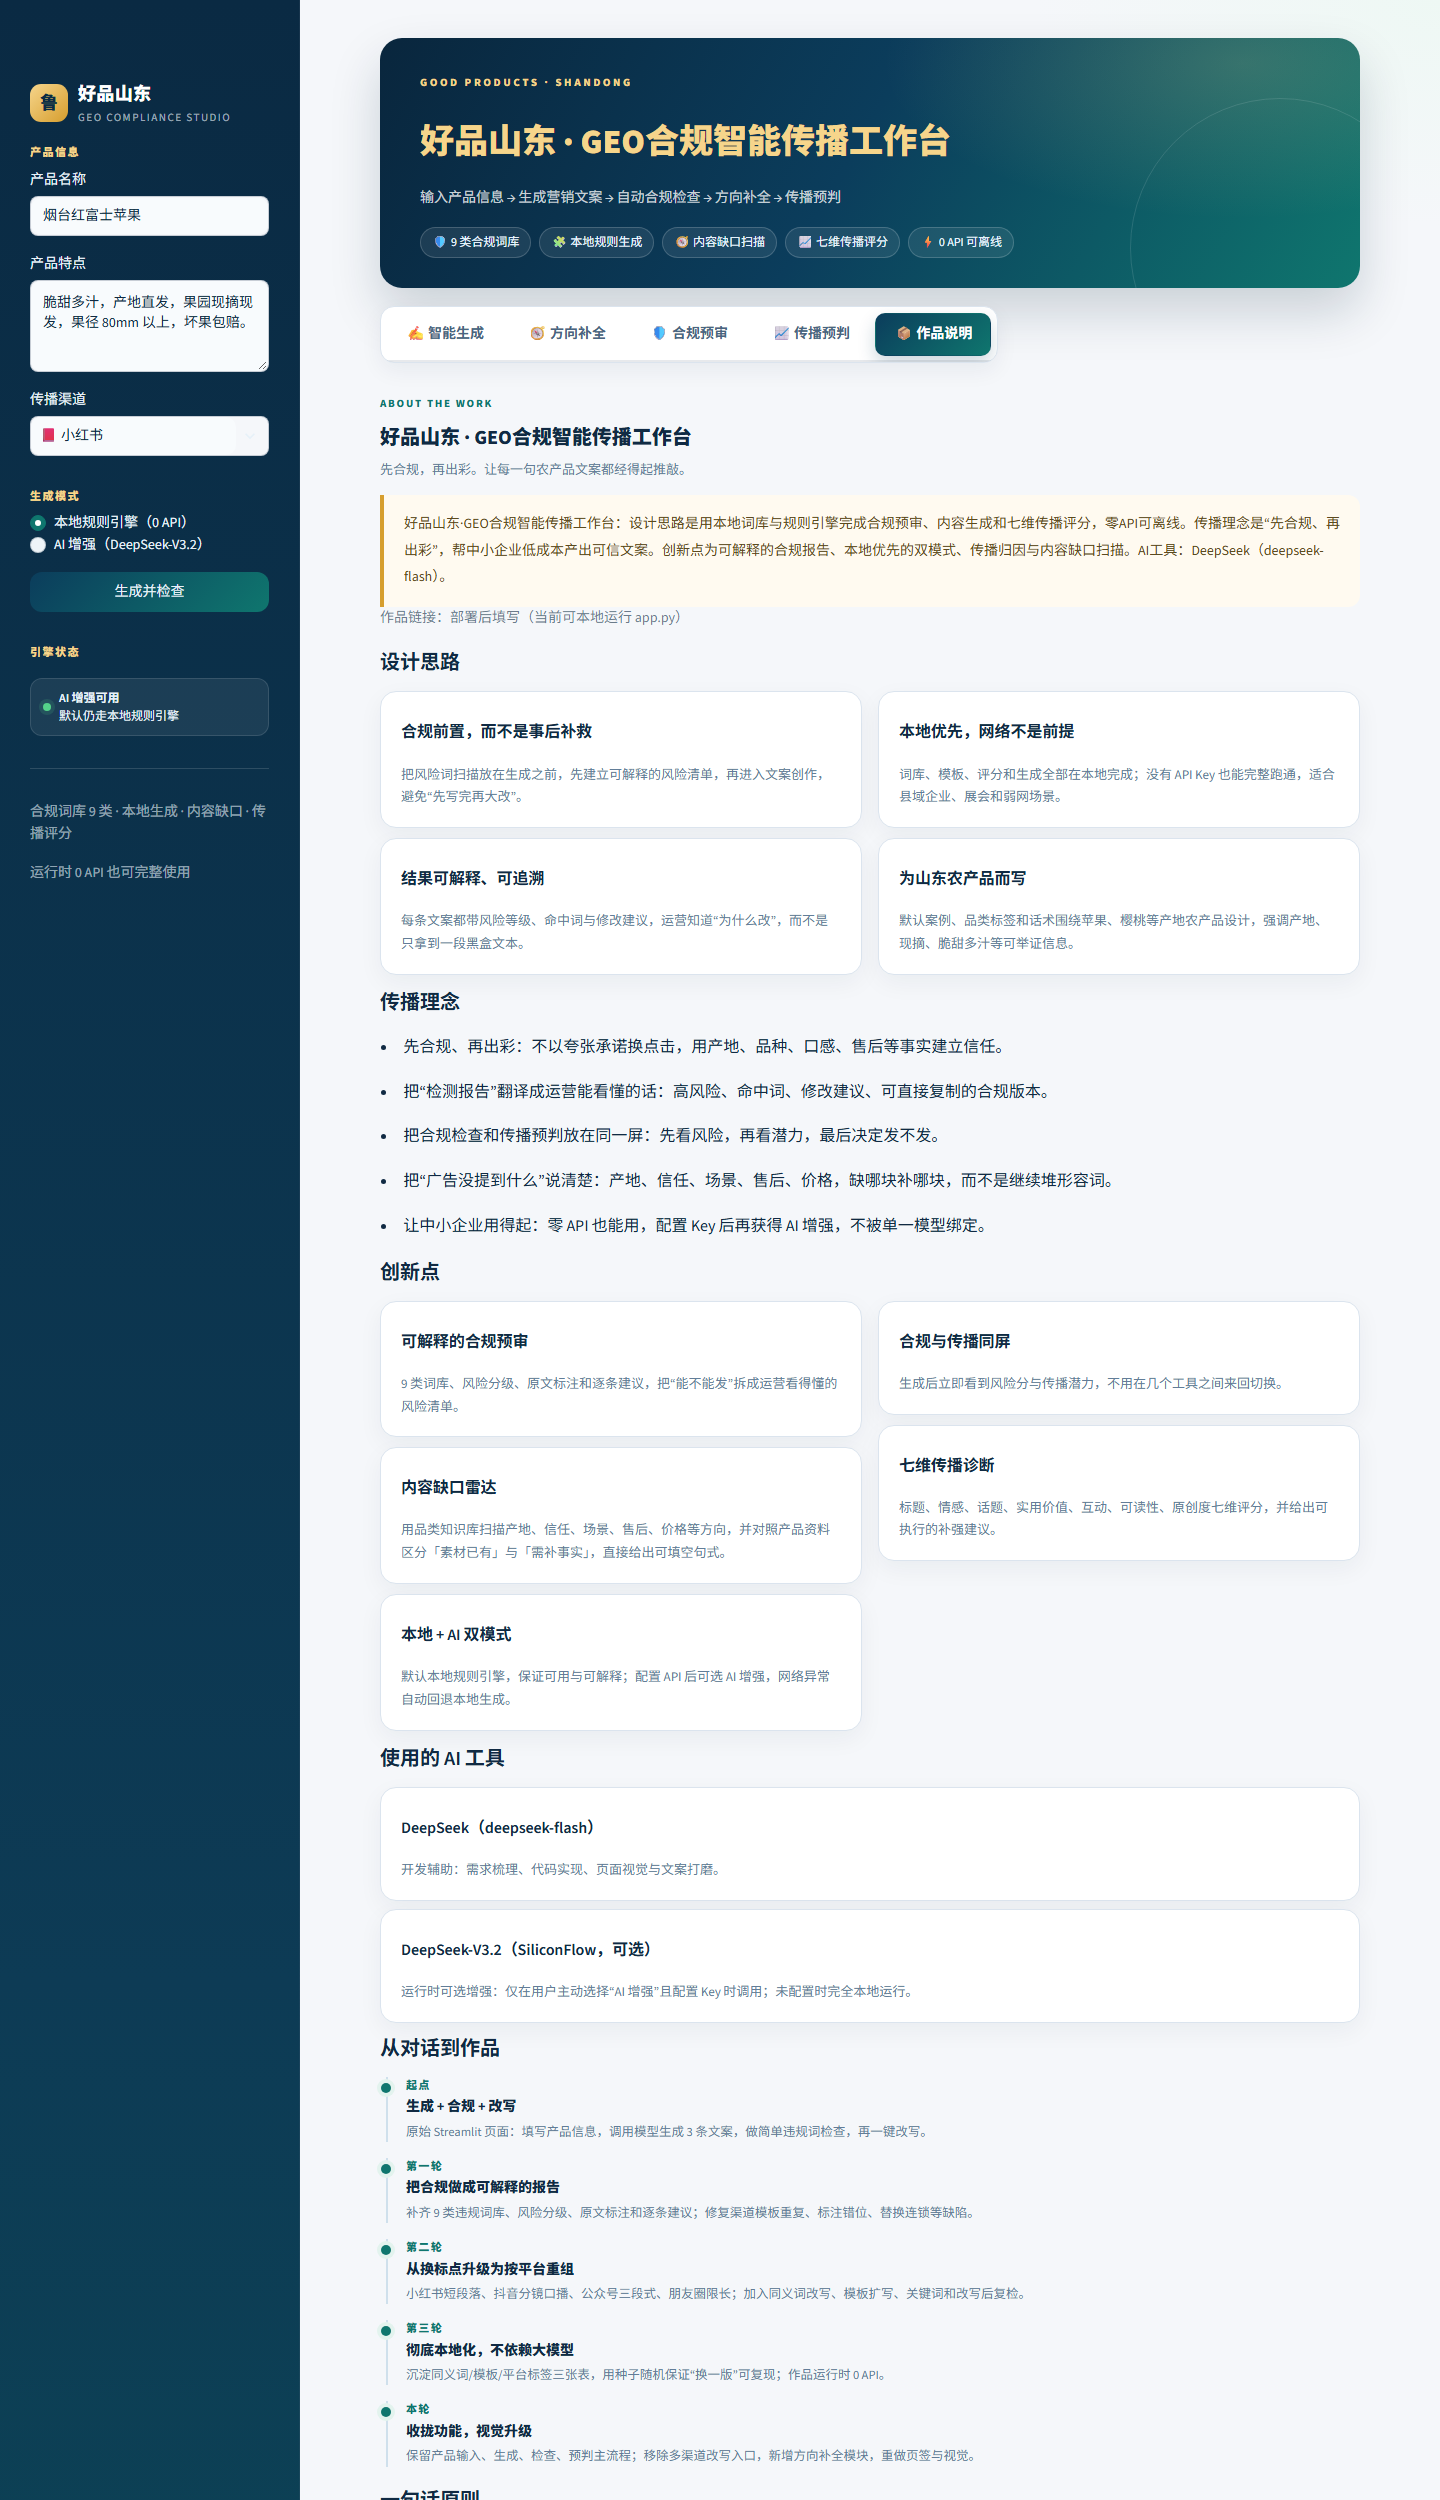 鲁
好品山东
GEO COMPLIANCE STUDIO
产品信息
产品名称
烟台红富士苹果
产品特点
脆甜多汁，产地直发，果园现摘现
发，果径 80mm 以上，坏果包赔。
传播渠道
小红书
生成模式
本地规则引擎（0 API）
AI 增强（DeepSeek-V3.2）
生成并检查
引擎状态
AI 增强可用
默认仍走本地规则引擎
合规词库 9 类 · 本地生成 · 内容缺口 · 传
播评分
运行时 0 API 也可完整使用
GOOD PRODUCTS · SHANDONG
好品山东 · GEO合规智能传播工作台
输入产品信息 → 生成营销文案 → 自动合规检查 → 方向补全 → 传播预判
9 类合规词库
本地规则生成
内容缺口扫描
七维传播评分
0 API 可离线
智能生成
方向补全
合规预审
传播预判
作品说明
ABOUT THE WORK
好品山东 · GEO合规智能传播工作台
先合规，再出彩。让每一句农产品文案都经得起推敲。
好品山东·GEO合规智能传播工作台：设计思路是用本地词库与规则引擎完成合规预审、内容生成和七维传播评分，零API可离线。传播理念是“先合规、再
出彩”，帮中小企业低成本产出可信文案。创新点为可解释的合规报告、本地优先的双模式、传播归因与内容缺口扫描。AI工具：DeepSeek（deepseek-
flash）。
作品链接：部署后填写（当前可本地运行 app.py）
设计思路
合规前置，而不是事后补救
把风险词扫描放在生成之前，先建立可解释的风险清单，再进入文案创作，
避免“先写完再大改”。
本地优先，网络不是前提
词库、模板、评分和生成全部在本地完成；没有 API Key 也能完整跑通，适合
县域企业、展会和弱网场景。
结果可解释、可追溯
每条文案都带风险等级、命中词与修改建议，运营知道“为什么改”，而不是
只拿到一段黑盒文本。
为山东农产品而写
默认案例、品类标签和话术围绕苹果、樱桃等产地农产品设计，强调产地、
现摘、脆甜多汁等可举证信息。
传播理念
• 先合规、再出彩：不以夸张承诺换点击，用产地、品种、口感、售后等事实建立信任。
• 把“检测报告”翻译成运营能看懂的话：高风险、命中词、修改建议、可直接复制的合规版本。
• 把合规检查和传播预判放在同一屏：先看风险，再看潜力，最后决定发不发。
• 把“广告没提到什么”说清楚：产地、信任、场景、售后、价格，缺哪块补哪块，而不是继续堆形容词。
• 让中小企业用得起：零 API 也能用，配置 Key 后再获得 AI 增强，不被单一模型绑定。
创新点
可解释的合规预审
9 类词库、风险分级、原文标注和逐条建议，把“能不能发”拆成运营看得懂的
风险清单。
合规与传播同屏
生成后立即看到风险分与传播潜力，不用在几个工具之间来回切换。
内容缺口雷达
用品类知识库扫描产地、信任、场景、售后、价格等方向，并对照产品资料
区分「素材已有」与「需补事实」，直接给出可填空句式。
七维传播诊断
标题、情感、话题、实用价值、互动、可读性、原创度七维评分，并给出可
执行的补强建议。
本地 + AI 双模式
默认本地规则引擎，保证可用与可解释；配置 API 后可选 AI 增强，网络异常
自动回退本地生成。
使用的 AI 工具
DeepSeek（deepseek-flash）
开发辅助：需求梳理、代码实现、页面视觉与文案打磨。
DeepSeek-V3.2（SiliconFlow，可选）
运行时可选增强：仅在用户主动选择“AI 增强”且配置 Key 时调用；未配置时完全本地运行。
从对话到作品
起点
生成 + 合规 + 改写
原始 Streamlit 页面：填写产品信息，调用模型生成 3 条文案，做简单违规词检查，再一键改写。
第一轮
把合规做成可解释的报告
补齐 9 类违规词库、风险分级、原文标注和逐条建议；修复渠道模板重复、标注错位、替换连锁等缺陷。
第二轮
从换标点升级为按平台重组
小红书短段落、抖音分镜口播、公众号三段式、朋友圈限长；加入同义词改写、模板扩写、关键词和改写后复检。
第三轮
彻底本地化，不依赖大模型
沉淀同义词/模板/平台标签三张表，用种子随机保证“换一版”可复现；作品运行时 0 API。
本轮
收拢功能，视觉升级
保留产品输入、生成、检查、预判主流程；移除多渠道改写入口，新增方向补全模块，重做页签与视觉。
一句话原则